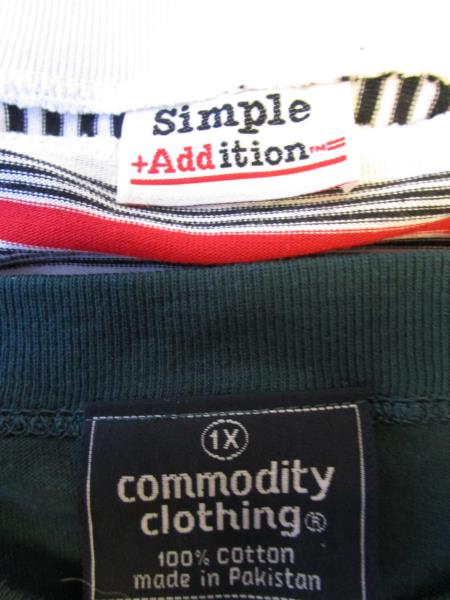 Simple
+Addition™=
1X
commodity
clothing®
100% cotton
made in Pakistan